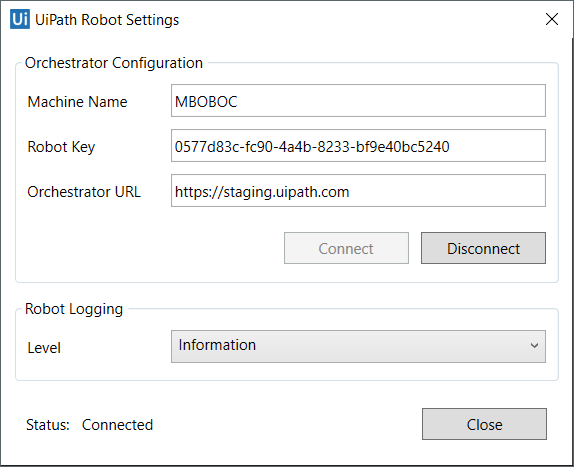 Ui UiPath Robot Settings
Orchestrator Configuration
Machine Name MBOBOC
Robot Key 0577d83c-fc90-4a4b-8233-bf9e40bc5240
Orchestrator URL https://staging.uipath.com
Connect Disconnect
Robot Logging
Level Information
Status: Connected Close